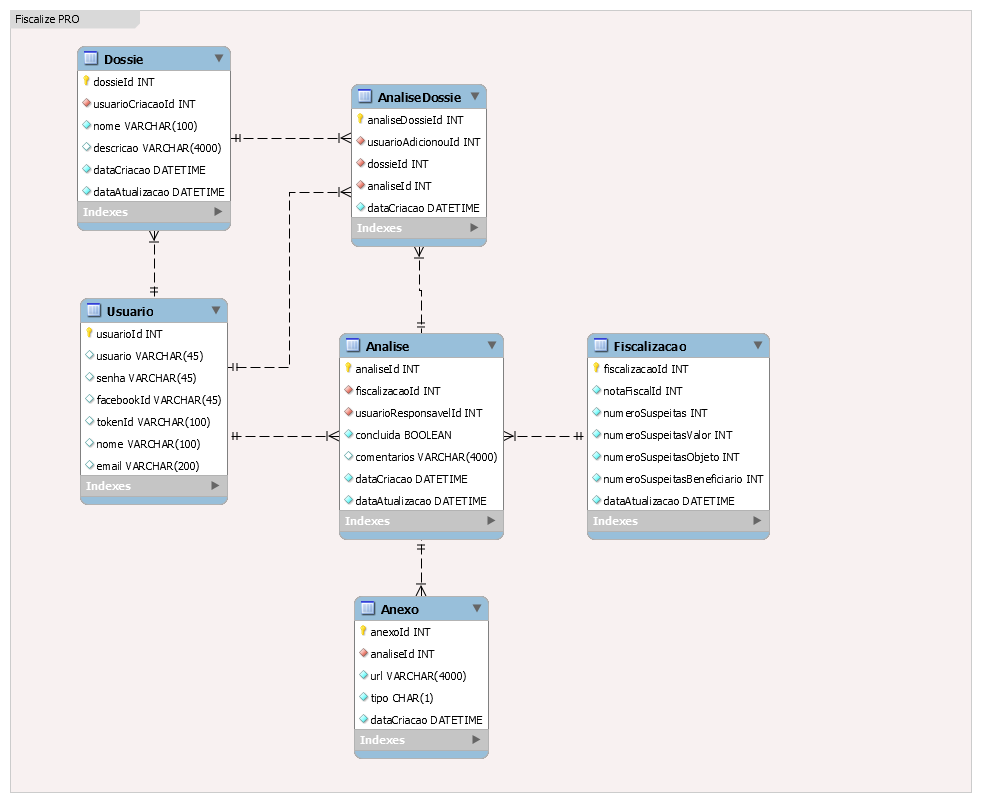 Fiscalize PRO
Dossie
dossieId INT
usuarioCriacaoId INT
nome VARCHAR(100)
descricao VARCHAR(4000)
dataCriacao DATETIME
dataAtualizacao DATETIME
Indexes
AnaliseDossie
analiseDossieId INT
usuarioAdicionouId INT
dossieId INT
analiseId INT
dataCriacao DATETIME
Indexes
Usuario
usuarioId INT
usuario VARCHAR(45)
senha VARCHAR(45)
facebookId VARCHAR(45)
tokenId VARCHAR(100)
nome VARCHAR(100)
email VARCHAR(200)
Indexes
Analise
analiseId INT
fiscalizacaoId INT
usuarioResponsavelId INT
concluida BOOLEAN
comentarios VARCHAR(4000)
dataCriacao DATETIME
dataAtualizacao DATETIME
Indexes
Fiscalizacao
fiscalizacaoId INT
notaFiscalId INT
numeroSuspeitas INT
numeroSuspeitasValor INT
numeroSuspeitasObjeto INT
numeroSuspeitasBeneficiario INT
dataAtualizacao DATETIME
Indexes
Anexo
anexoId INT
analiseId INT
url VARCHAR(4000)
tipo CHAR(1)
dataCriacao DATETIME
Indexes